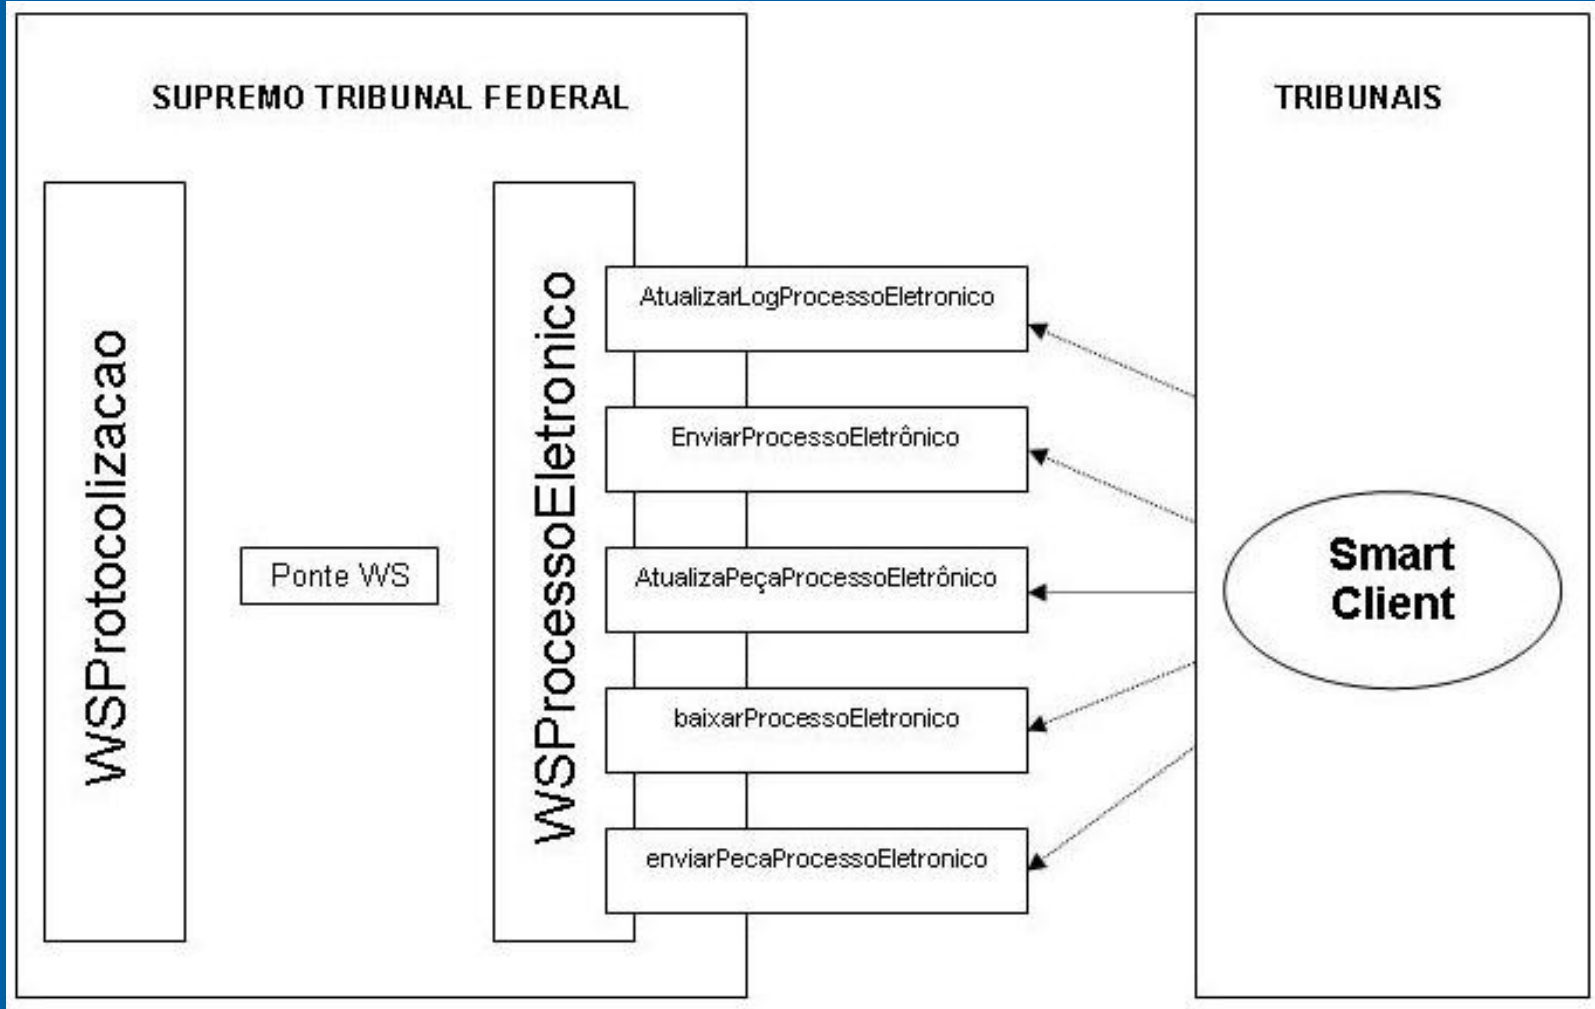 SUPREMO TRIBUNAL FEDERAL
WSProtocolizacao
Ponte WS
WSProcessoEletronico
AtualizarLogProcessoEletronico
EnviarProcessoEletrônico
AtualizaPeçaProcessoEletrônico
baixarProcessoEletronico
enviarPecaProcessoEletronico
TRIBUNAIS
Smart
Client